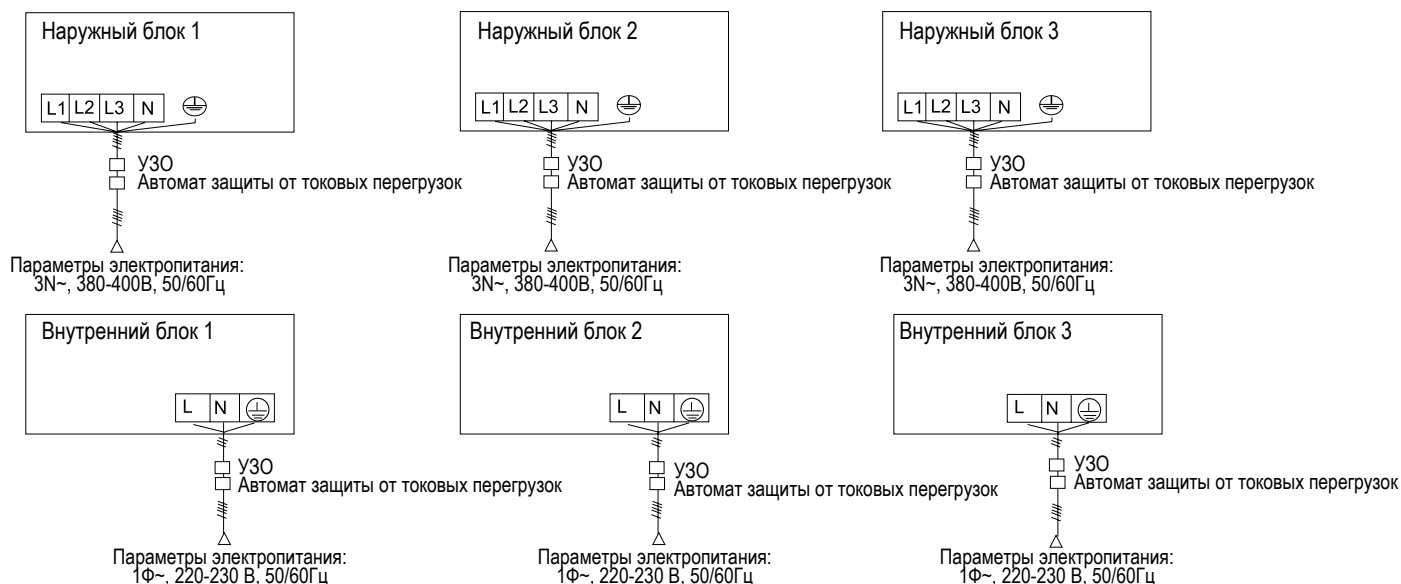 Наружный блок 1
L1 L2 L3 N
УЗО
Автомат защиты от токовых перегрузок
Параметры электропитания:
3N~, 380-400В, 50/60Гц
Наружный блок 2
L1 L2 L3 N
УЗО
Автомат защиты от токовых перегрузок
Параметры электропитания:
3N~, 380-400В, 50/60Гц
Наружный блок 3
L1 L2 L3 N
УЗО
Автомат защиты от токовых перегрузок
Параметры электропитания:
3N~, 380-400В, 50/60Гц
Внутренний блок 1
L N
УЗО
Автомат защиты от токовых перегрузок
Параметры электропитания:
1Ф~, 220-230 В, 50/60Гц
Внутренний блок 2
L N
УЗО
Автомат защиты от токовых перегрузок
Параметры электропитания:
1Ф~, 220-230 В, 50/60Гц
Внутренний блок 3
L N
УЗО
Автомат защиты от токовых перегрузок
Параметры электропитания:
1Ф~, 220-230 В, 50/60Гц